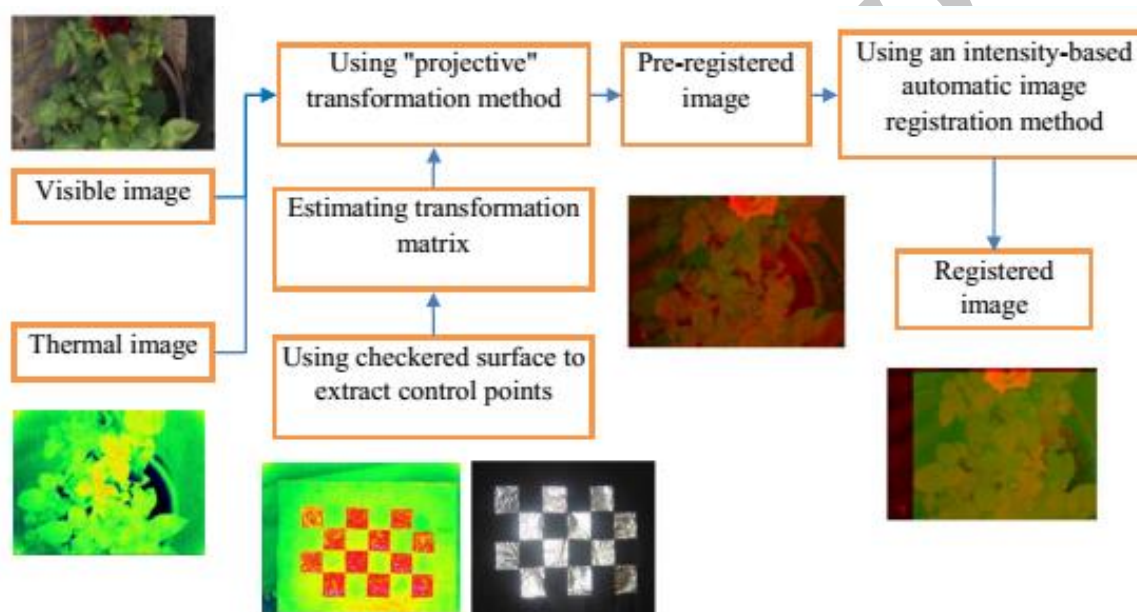 Using "projective"
transformation method
Pre-registered
image
Using an intensity-based
automatic image
registration method
Visible image
Estimating transformation
matrix
Registered
image
Thermal image
Using checkered surface to
extract control points